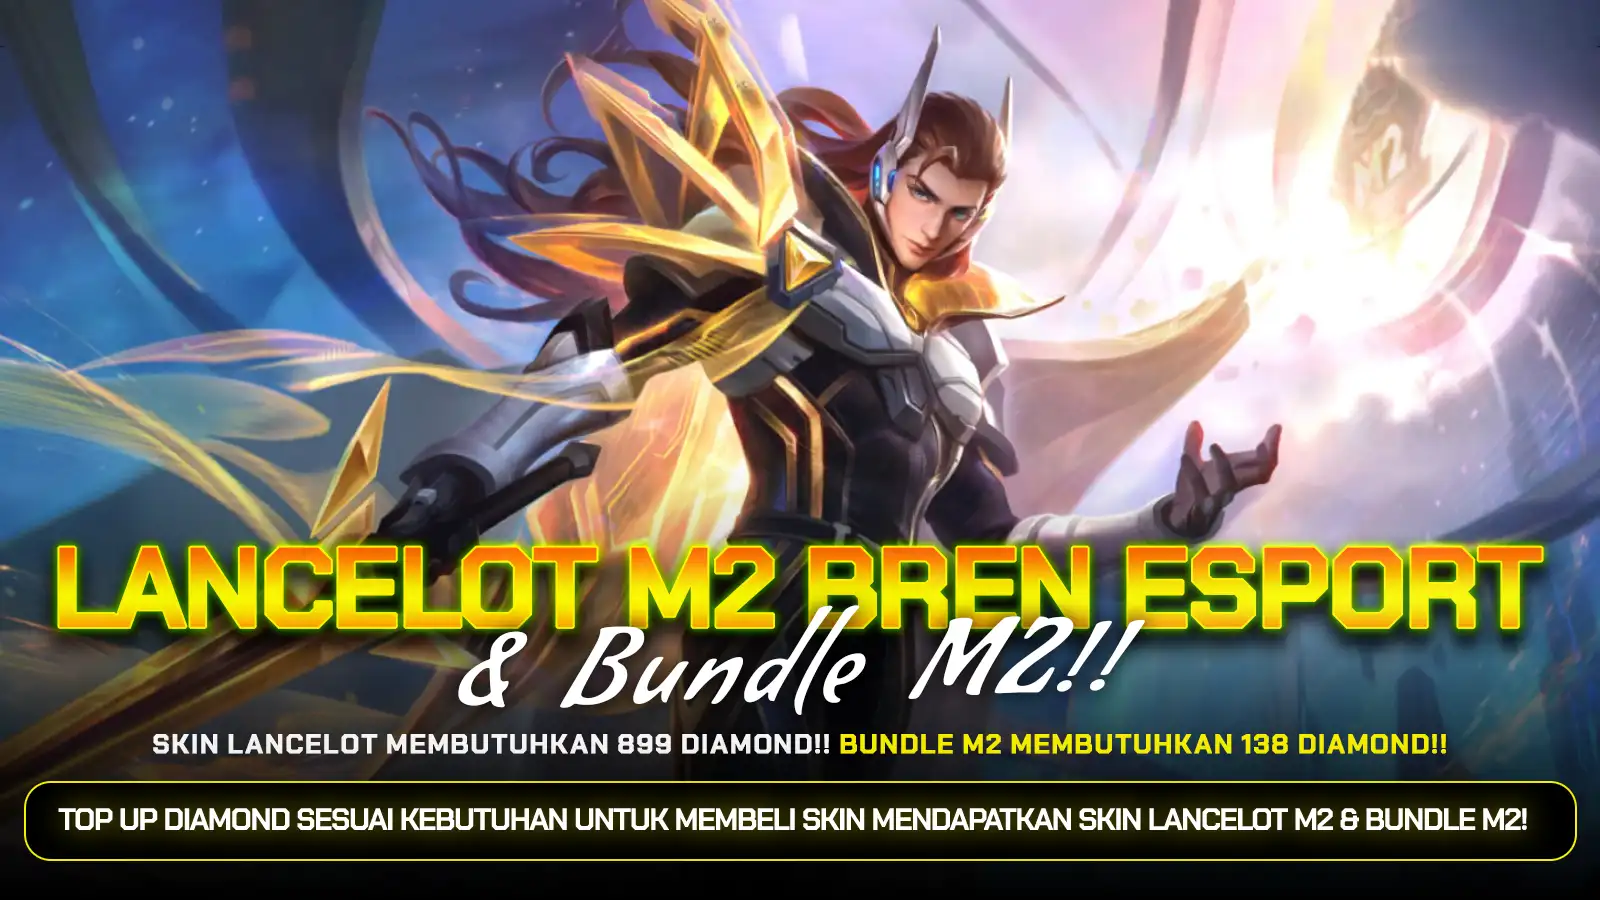 M2
LANCELOT M2 BREN ESPORT
& Bundle M2!!
SKIN LANCELOT MEMBUTUHKAN 899 DIAMOND!! BUNDLE M2 MEMBUTUHKAN 138 DIAMOND!!
TOP UP DIAMOND SESUAI KEBUTUHAN UNTUK MEMBELI SKIN MENDAPATKAN SKIN LANCELOT M2 & BUNDLE M2!